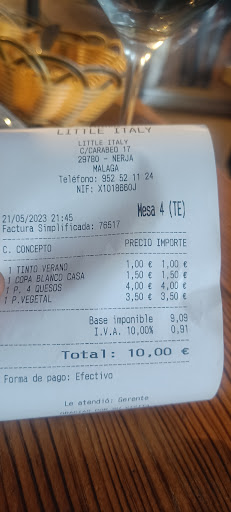 LITTLE ITALY
LITTLE ITALY
C/CARABEO 17
29780 - NERJA
MALAGA
Teléfono: 952 52 11 24
NIF: X1018660J
21/05/2023 21:45 Mesa 4 (TE)
Factura Simplificada: 76517
C. CONCEPTO PRECIO IMPORTE
1 TINTO VERANO 1,00 € 1,00 €
1 COPA BLANCO CASA 1,50 € 1,50 €
1 P. 4 QUESOS 4,00 € 4,00 €
1 P.VEGETAL 3,50 € 3,50 €
Base imponible 9,09
I.V.A. 10,00% 0,91
Total: 10,00 €
Forma de pago: Efectivo
Le atendió: Gerente